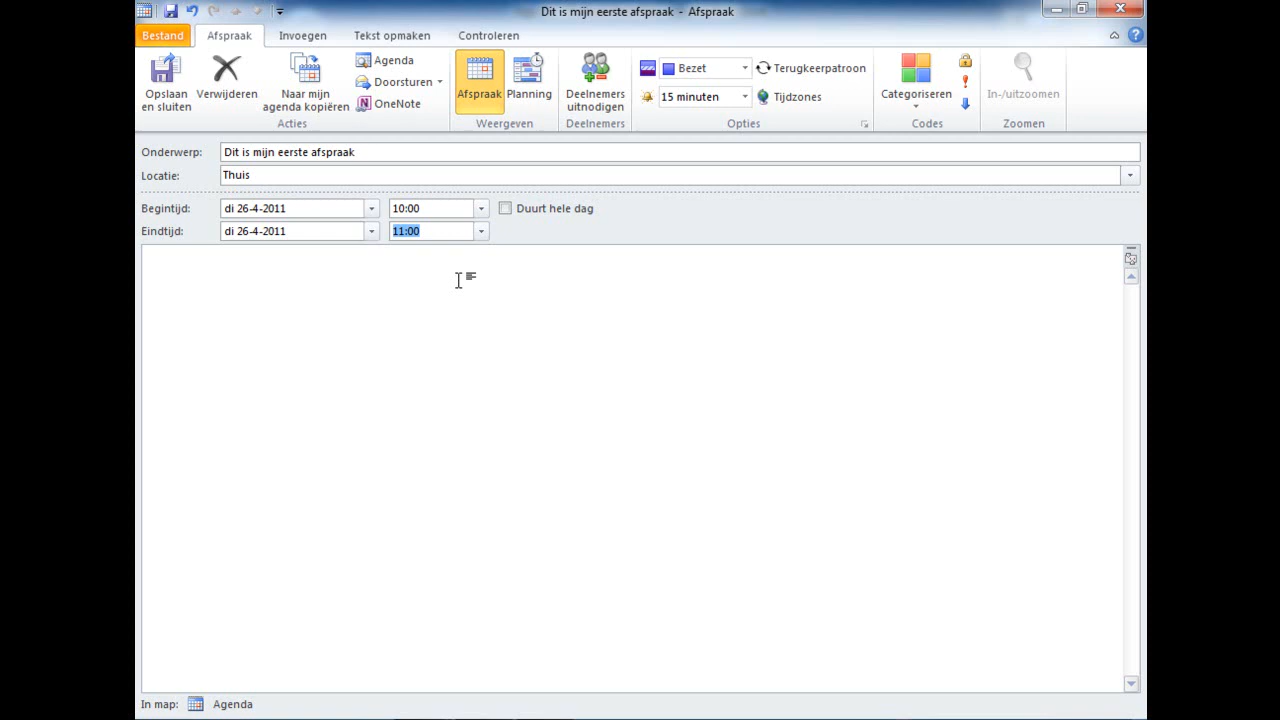 Dit is mijn eerste afspraak - Afspraak
Bestand Afspraak Invoegen Tekst opmaken Controleren
Opslaan en sluiten
Verwijderen
Naar mijn agenda kopiëren
Agenda
Doorsturen
OneNote
Acties
Afspraak
Planning
Weergeven
Deelnemers uitnodigen
Deelnemers
Bezet
15 minuten
Terugkeerpatroon
Tijdzones
Opties
Categoriseren
Codes
In-/uitzoomen
Zoomen
Onderwerp: Dit is mijn eerste afspraak
Locatie: Thuis
Begintijd: di 26-4-2011 10:00 Duurt hele dag
Eindtijd: di 26-4-2011 11:00
In map: Agenda